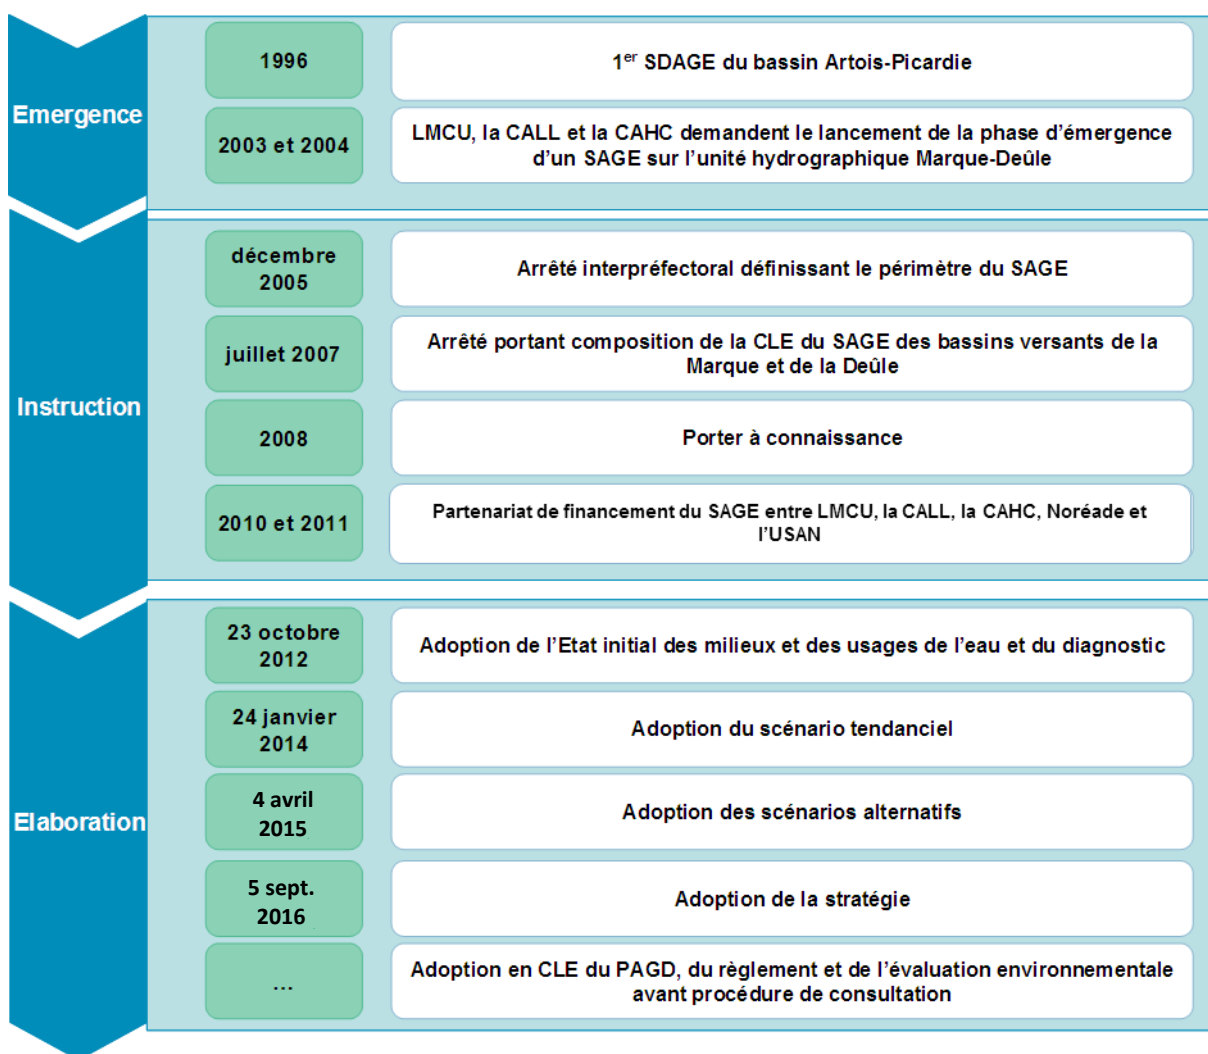 Emergence
1996
1er SDAGE du bassin Artois-Picardie
2003 et 2004
LMCU, la CALL et la CAHC demandent le lancement de la phase d’émergence
d’un SAGE sur l’unité hydrographique Marque-Deûle
Instruction
décembre
2005
Arrêté interpréfectoral définissant le périmètre du SAGE
juillet 2007
Arrêté portant composition de la CLE du SAGE des bassins versants de la
Marque et de la Deûle
2008
Porter à connaissance
2010 et 2011
Partenariat de financement du SAGE entre LMCU, la CALL, la CAHC, Noréade et
l’USAN
Elaboration
23 octobre
2012
Adoption de l’Etat initial des milieux et des usages de l’eau et du diagnostic
24 janvier
2014
Adoption du scénario tendanciel
4 avril
2015
Adoption des scénarios alternatifs
5 sept.
2016
Adoption de la stratégie
...
Adoption en CLE du PAGD, du règlement et de l’évaluation environnementale
avant procédure de consultation